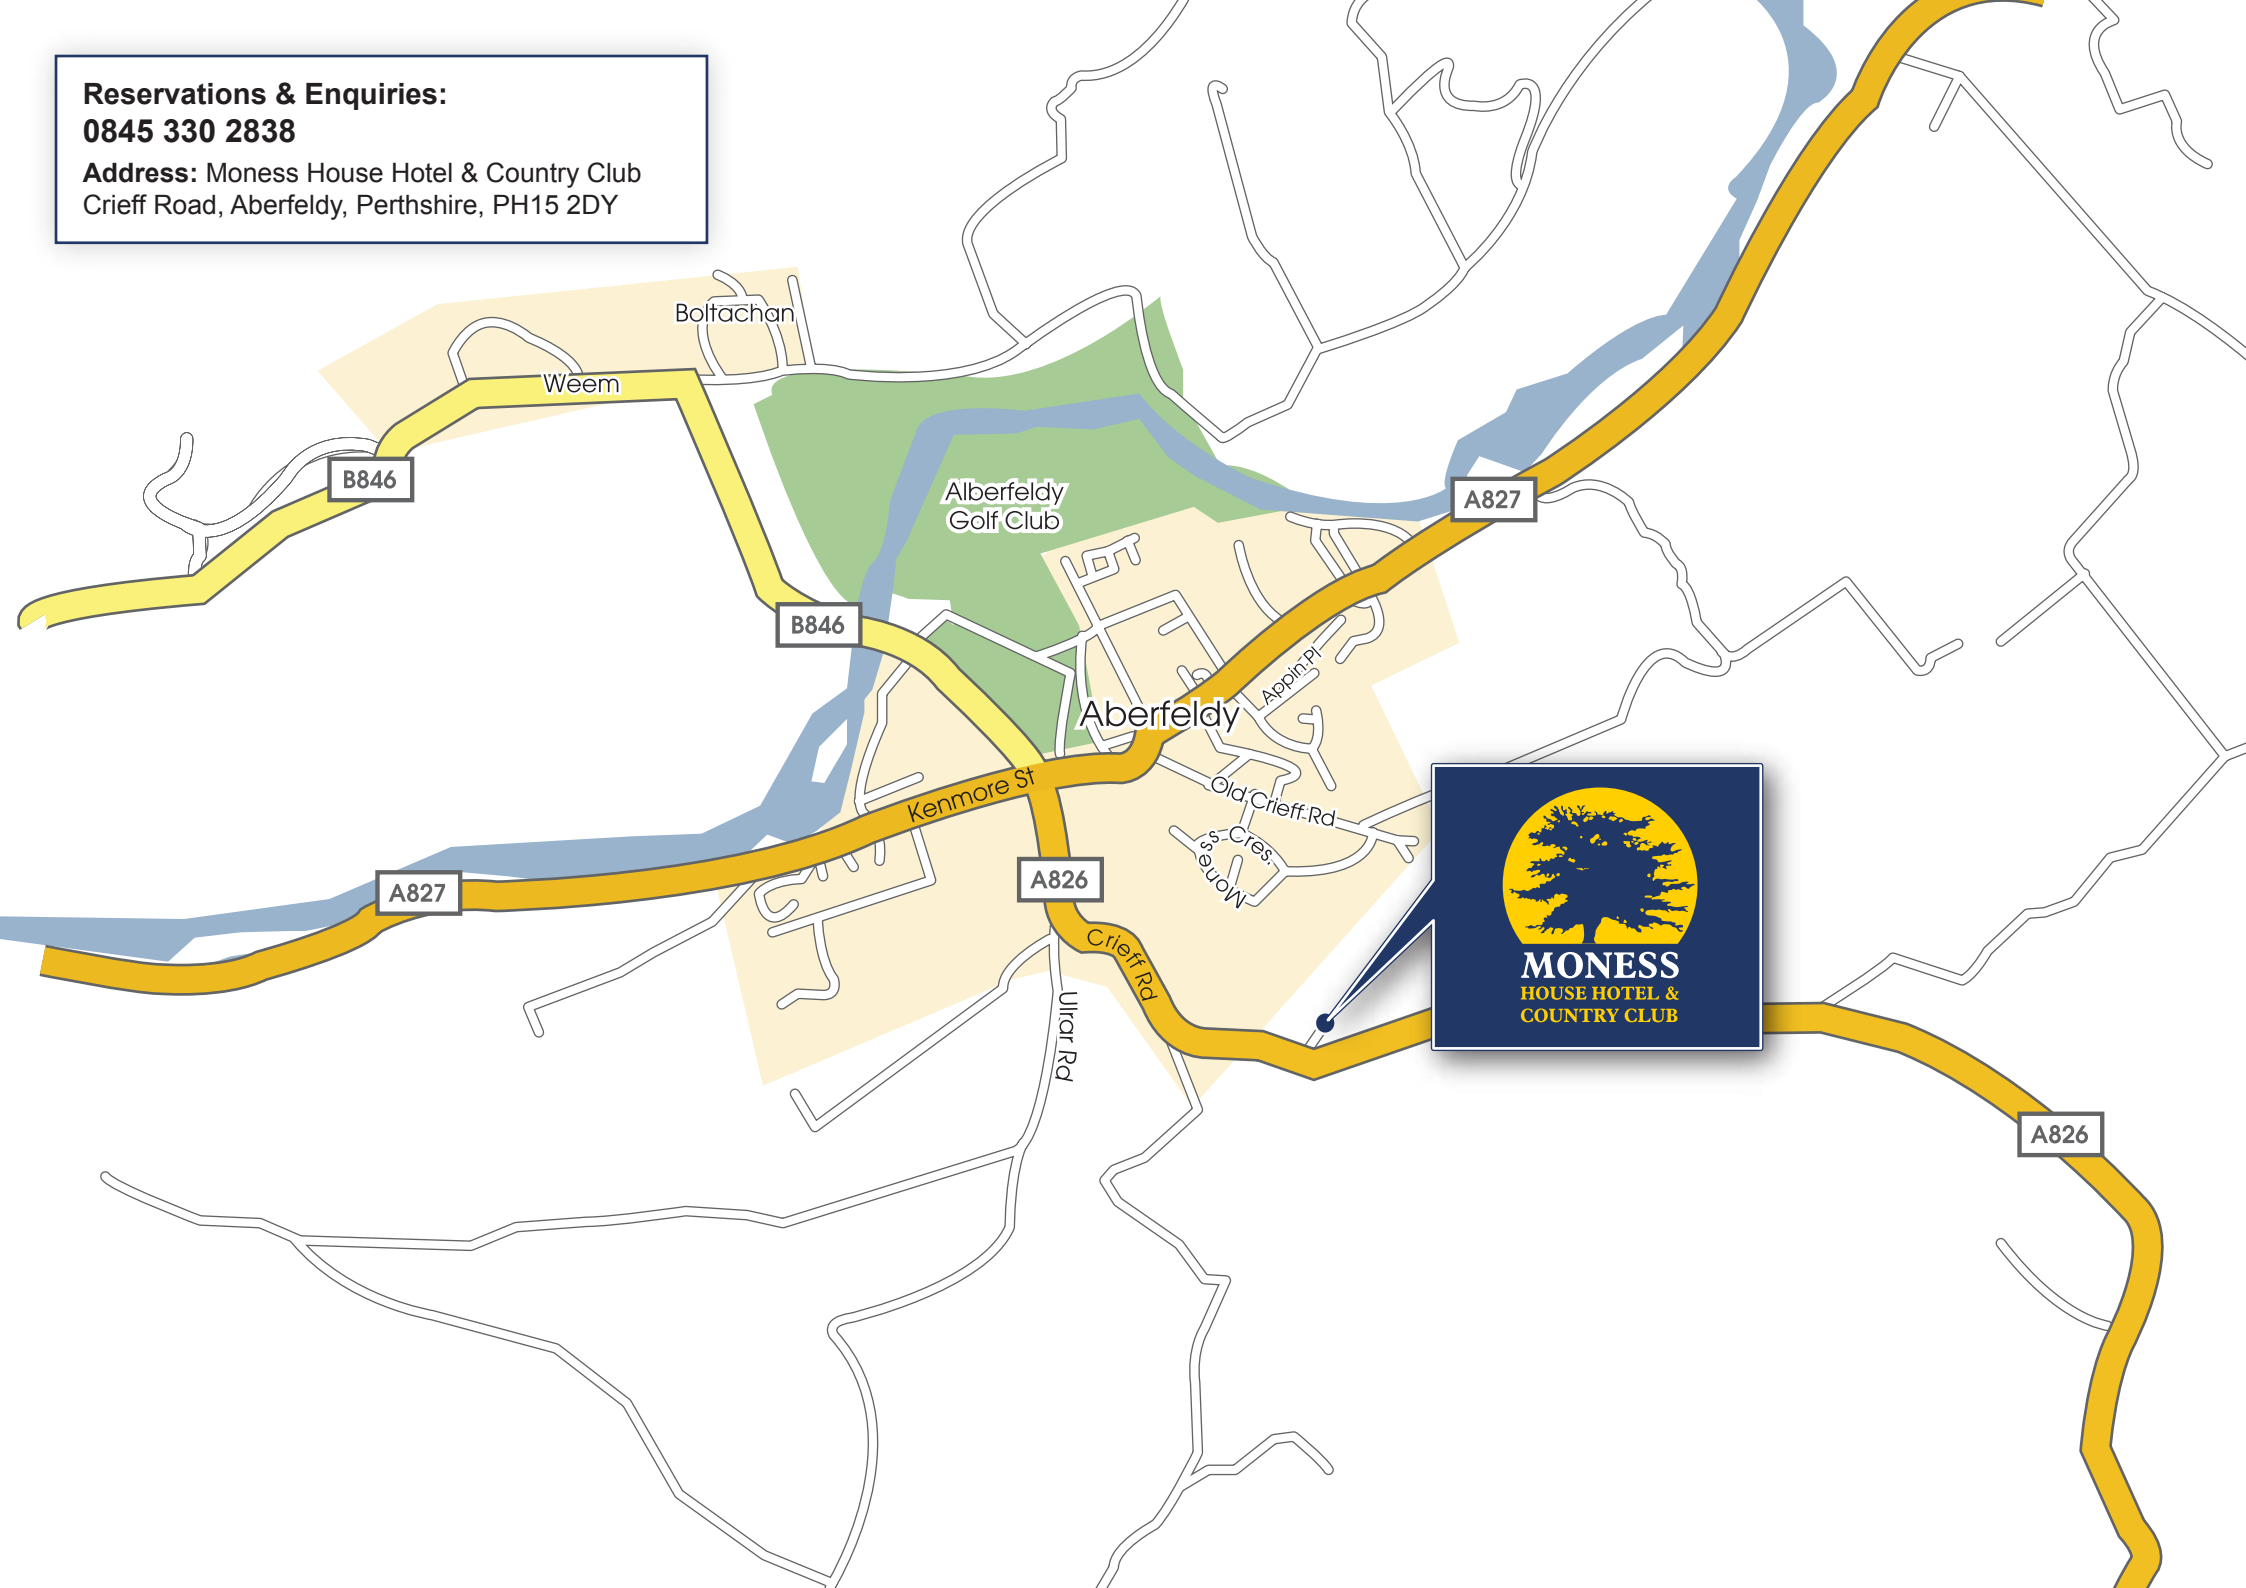 Reservations & Enquiries:
0845 330 2838
Address: Moness House Hotel & Country Club
Crieff Road, Aberfeldy, Perthshire, PH15 2DY
Boltachan
Weem
B846
Alberfeldy
Golf Club
A827
B846
Appin Pl
Aberfeldy
Kenmore St
Old Crieff Rd
Moness Cres.
A827
A826
Crieff Rd
Ulrar Rd
MONESS
HOUSE HOTEL &
COUNTRY CLUB
A826